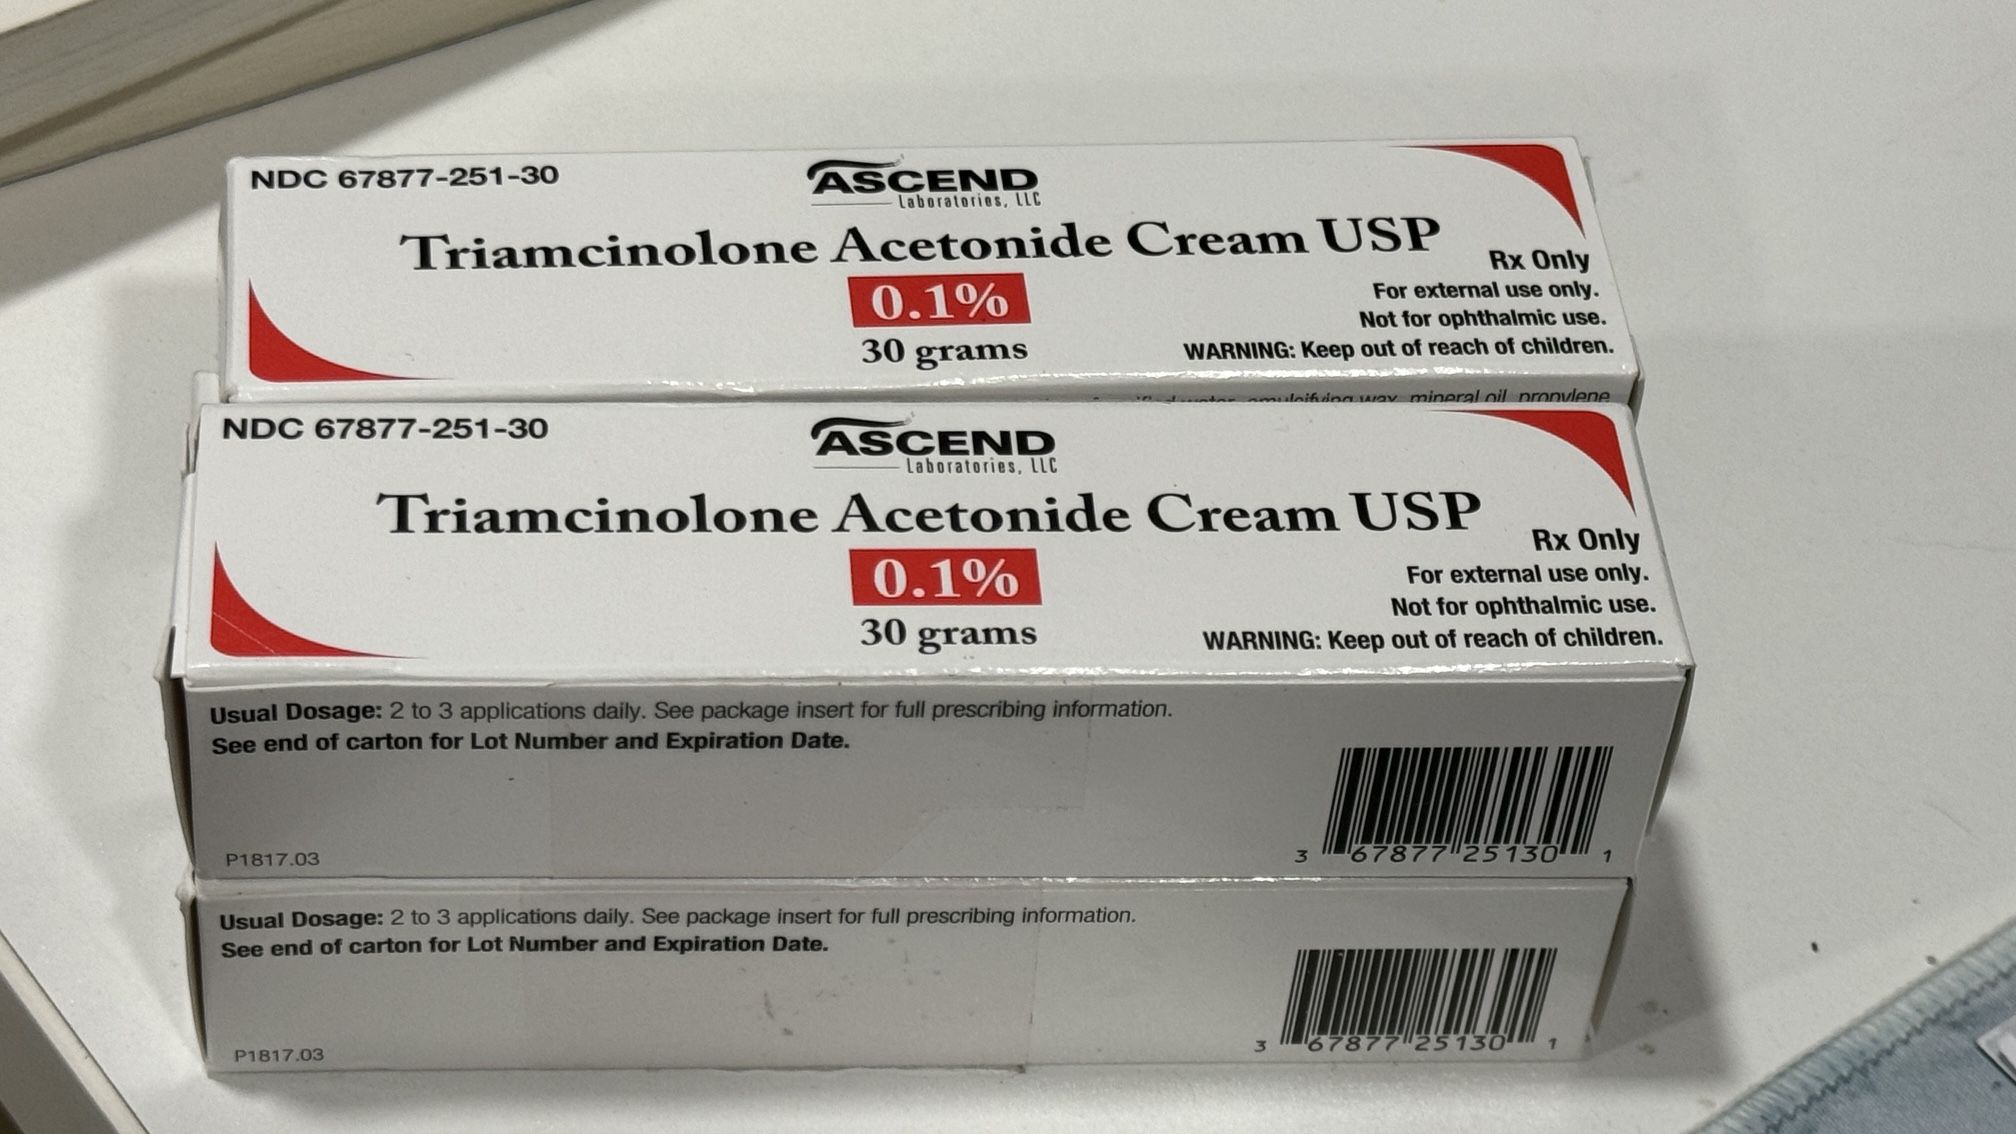 NDC 67877-251-30
ASCEND
Laboratories, LLC
Triamcinolone Acetonide Cream USP
0.1%
30 grams
Rx Only
For external use only.
Not for ophthalmic use.
WARNING: Keep out of reach of children.
water, emulsifying wax, mineral oil, propylene
NDC 67877-251-30
ASCEND
Laboratories, LLC
Triamcinolone Acetonide Cream USP
0.1%
30 grams
Rx Only
For external use only.
Not for ophthalmic use.
WARNING: Keep out of reach of children.
Usual Dosage: 2 to 3 applications daily. See package insert for full prescribing information.
See end of carton for Lot Number and Expiration Date.
P1817.03
3 67877 25130 1
Usual Dosage: 2 to 3 applications daily. See package insert for full prescribing information.
See end of carton for Lot Number and Expiration Date.
P1817.03
3 67877 25130 1